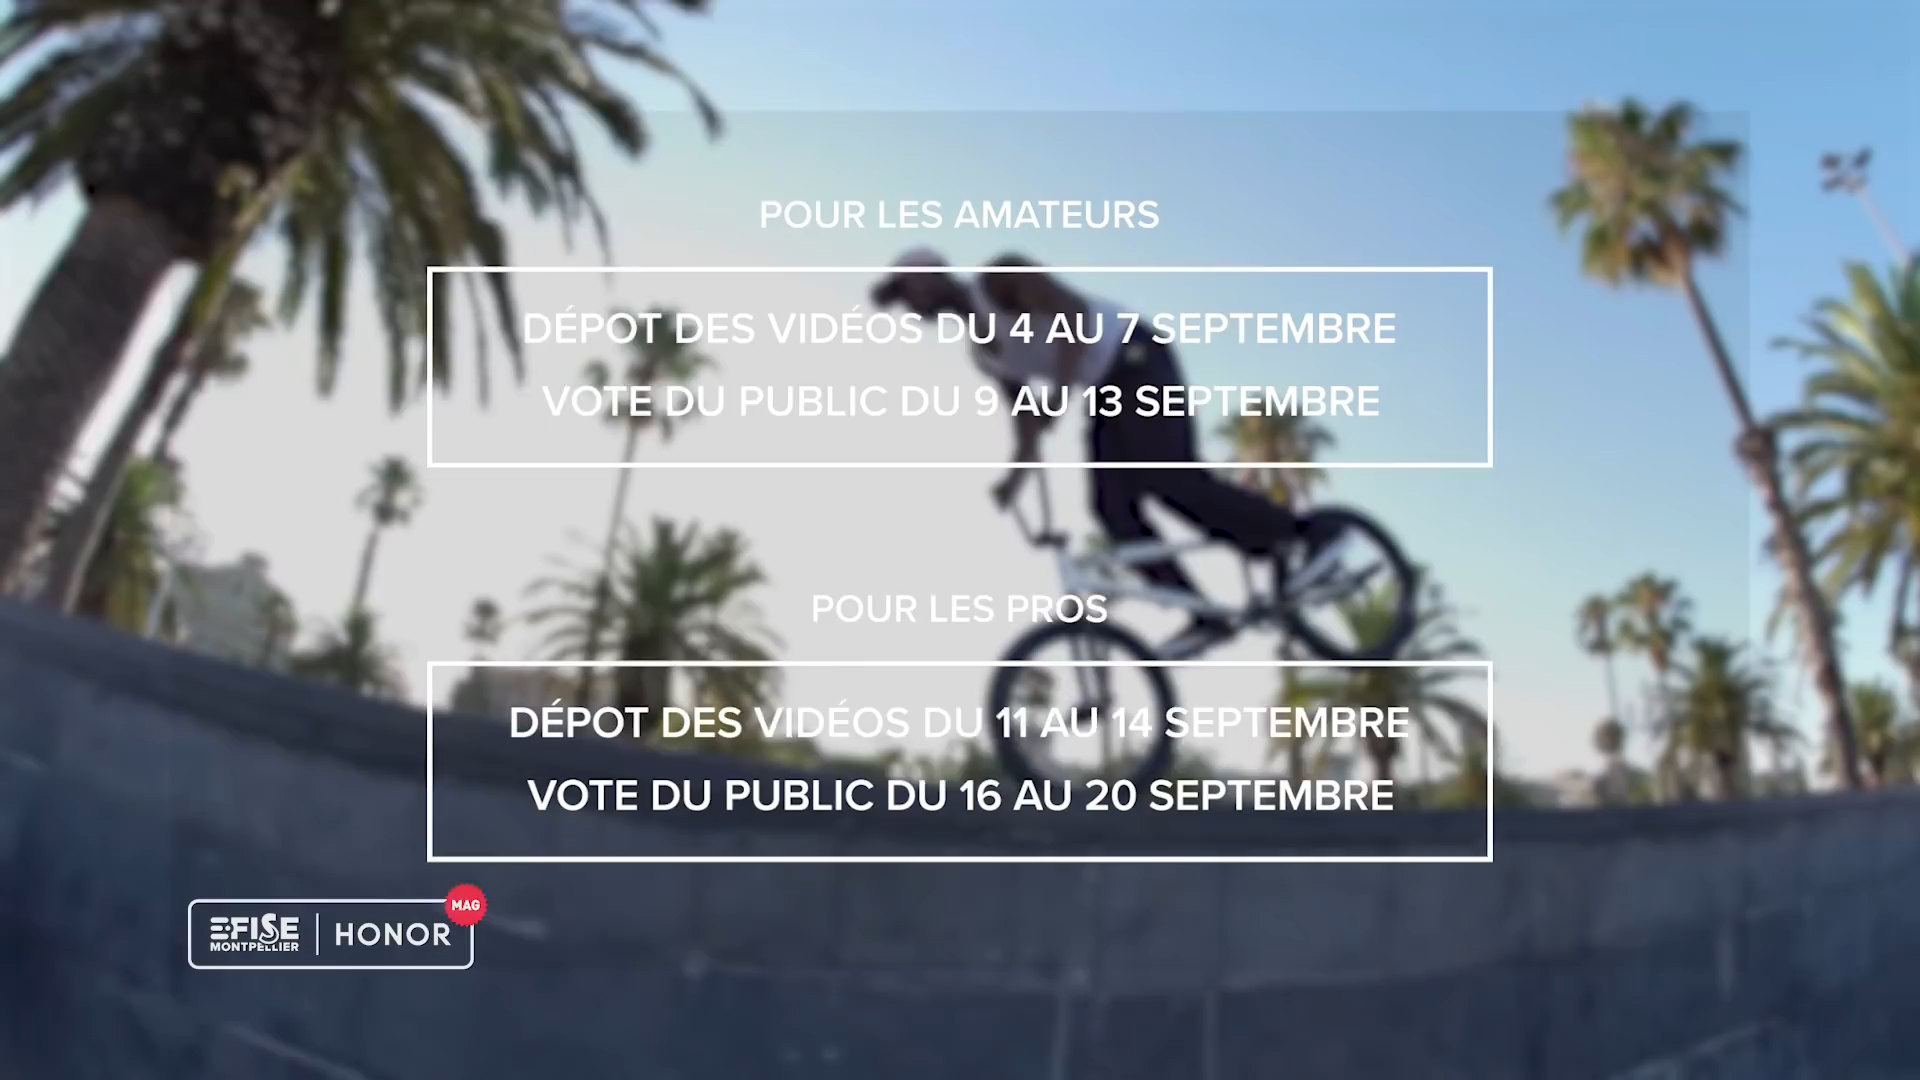 POUR LES AMATEURS
DÉPOT DES VIDÉOS DU 4 AU 7 SEPTEMBRE
VOTE DU PUBLIC DU 9 AU 13 SEPTEMBRE
POUR LES PROS
DÉPOT DES VIDÉOS DU 11 AU 14 SEPTEMBRE
VOTE DU PUBLIC DU 16 AU 20 SEPTEMBRE
MAG
E-FISE
MONTPELLIER
HONOR